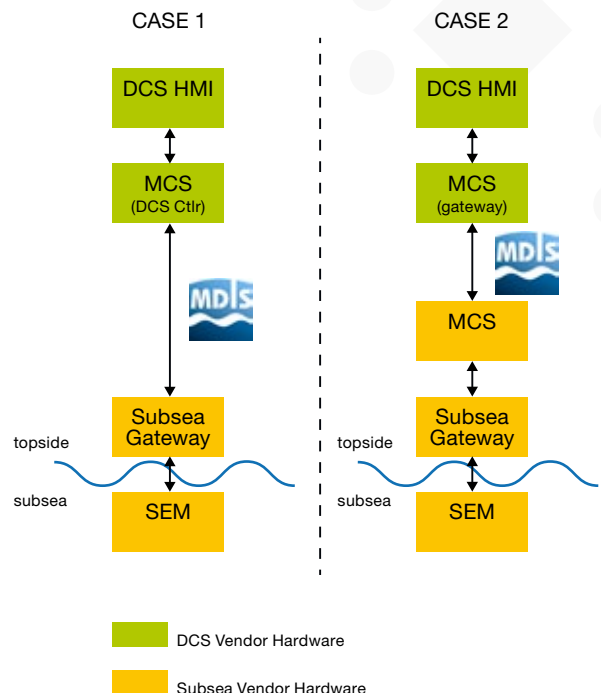 CASE 1
DCS HMI
MCS
(DCS Ctlr)
MDIS
Subsea
Gateway
topside
subsea
SEM
CASE 2
DCS HMI
MCS
(gateway)
MDIS
MCS
Subsea
Gateway
topside
subsea
SEM
DCS Vendor Hardware
Subsea Vendor Hardware